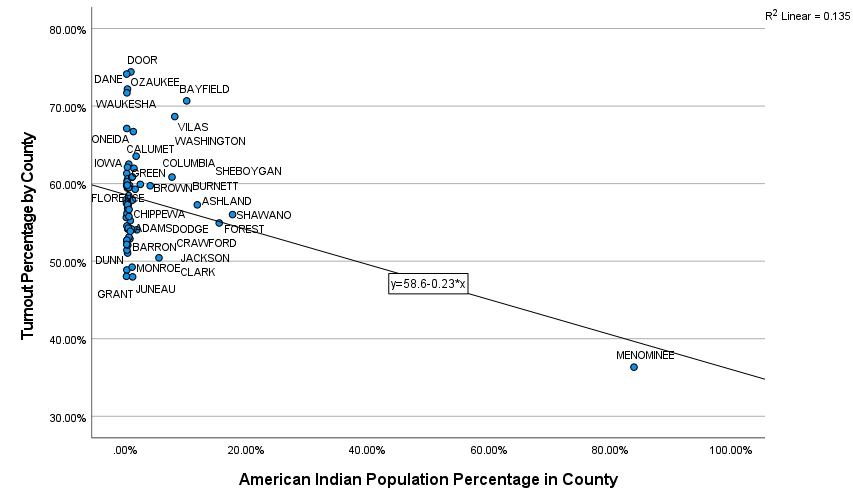 R2 Linear = 0.135
80.00%
DOOR
DANE
OZAUKEE
BAYFIELD
WAUKESHA
70.00%
VILAS
ONEIDA
WASHINGTON
CALUMET
IOWA
COLUMBIA
GREEN
SHEBOYGAN
60.00%
BROWN
BURNETT
FLORENCE
ASHLAND
CHIPPEWA
SHAWANO
ADAMS
DODGE
FOREST
BARRON
CRAWFORD
DUNN
JACKSON
50.00%
MONROE
CLARK
GRANT
JUNEAU
y=58.6-0.23*x
40.00%
MENOMINEE
30.00%
.00%
20.00%
40.00%
60.00%
80.00%
100.00%
Turnout Percentage by County
American Indian Population Percentage in County